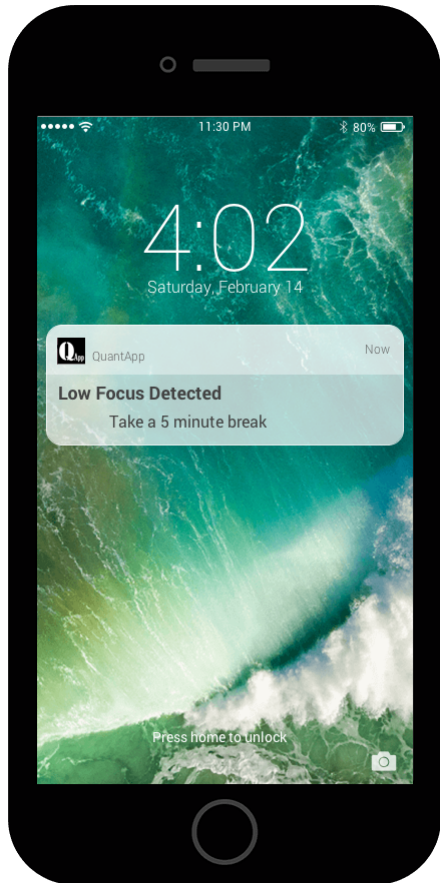 11:30 PM 80%
4:02
Saturday, February 14
Q App QuantApp Now
Low Focus Detected
Take a 5 minute break
Press home to unlock